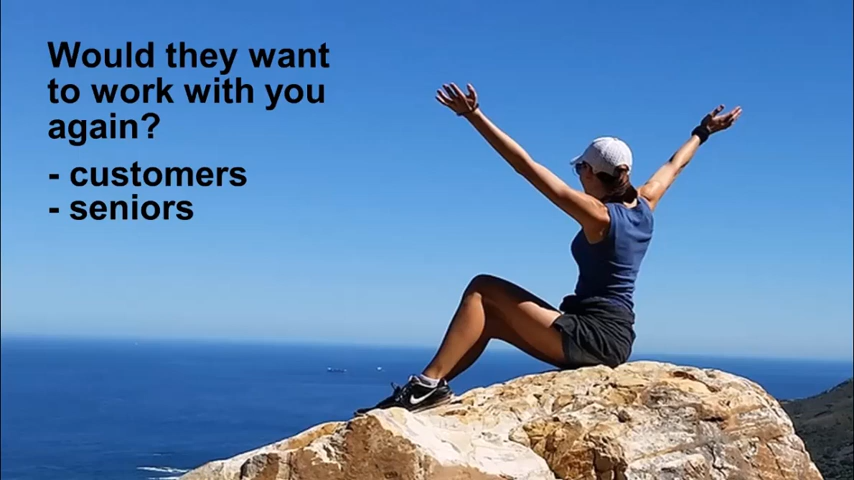 Would they want
to work with you
again?
- customers
- seniors